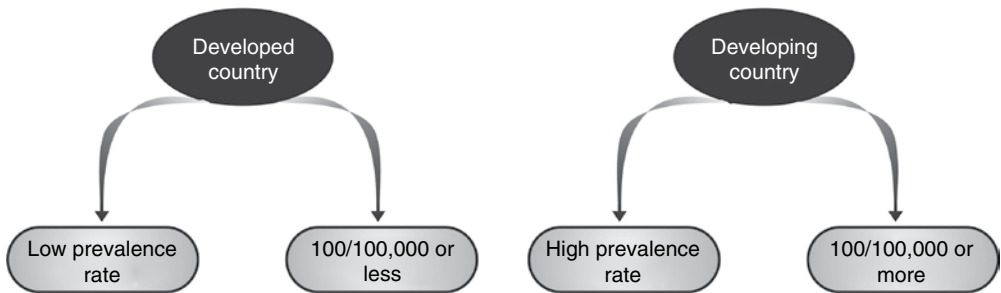 Developed
country
Developing
country
Low prevalence
rate
100/100,000 or
less
High prevalence
rate
100/100,000 or
more